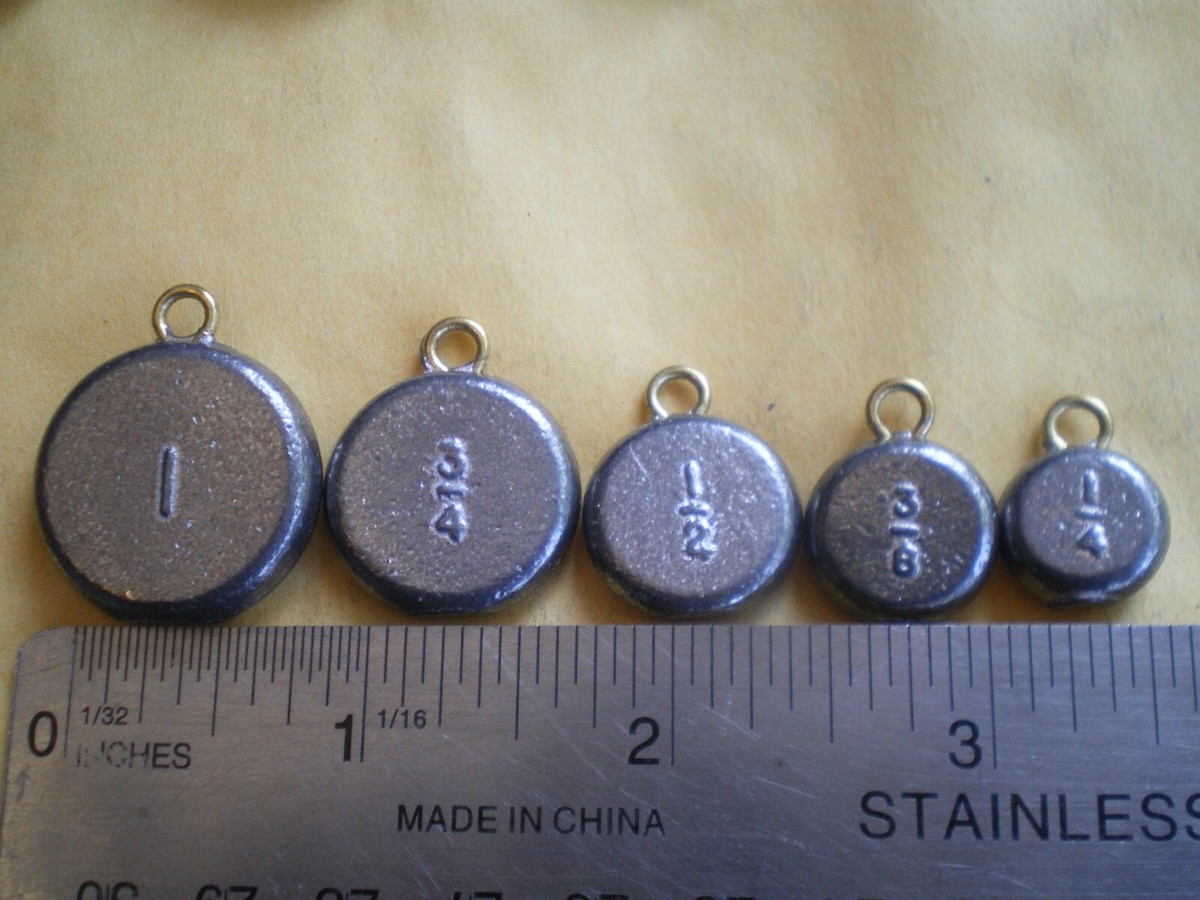 1
3/4
1/2
3/8
1/4
0 1 2 3
1/32 1/16
INCHES
MADE IN CHINA STAINLESS